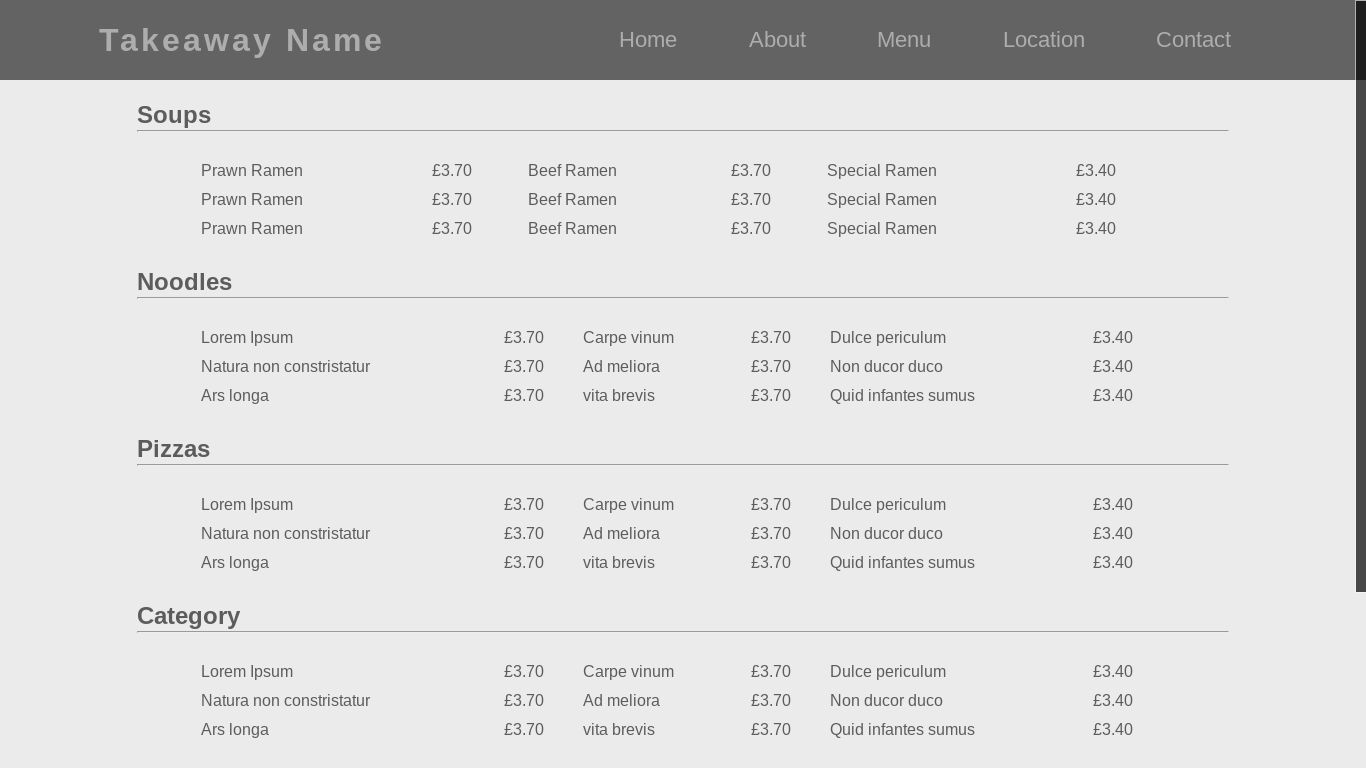 Takeaway Name Home About Menu Location Contact
Soups
Prawn Ramen £3.70 Beef Ramen £3.70 Special Ramen £3.40
Prawn Ramen £3.70 Beef Ramen £3.70 Special Ramen £3.40
Prawn Ramen £3.70 Beef Ramen £3.70 Special Ramen £3.40
Noodles
Lorem Ipsum £3.70 Carpe vinum £3.70 Dulce periculum £3.40
Natura non constristatur £3.70 Ad meliora £3.70 Non ducor duco £3.40
Ars longa £3.70 vita brevis £3.70 Quid infantes sumus £3.40
Pizzas
Lorem Ipsum £3.70 Carpe vinum £3.70 Dulce periculum £3.40
Natura non constristatur £3.70 Ad meliora £3.70 Non ducor duco £3.40
Ars longa £3.70 vita brevis £3.70 Quid infantes sumus £3.40
Category
Lorem Ipsum £3.70 Carpe vinum £3.70 Dulce periculum £3.40
Natura non constristatur £3.70 Ad meliora £3.70 Non ducor duco £3.40
Ars longa £3.70 vita brevis £3.70 Quid infantes sumus £3.40